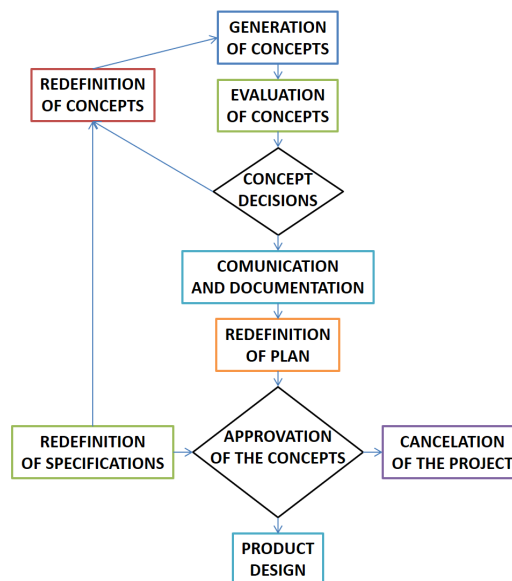 GENERATION
OF CONCEPTS
REDEFINITION
OF CONCEPTS
EVALUATION
OF CONCEPTS
CONCEPT
DECISIONS
COMUNICATION
AND DOCUMENTATION
REDEFINITION
OF PLAN
REDEFINITION
OF SPECIFICATIONS
APPROVATION
OF THE CONCEPTS
CANCELATION
OF THE PROJECT
PRODUCT
DESIGN